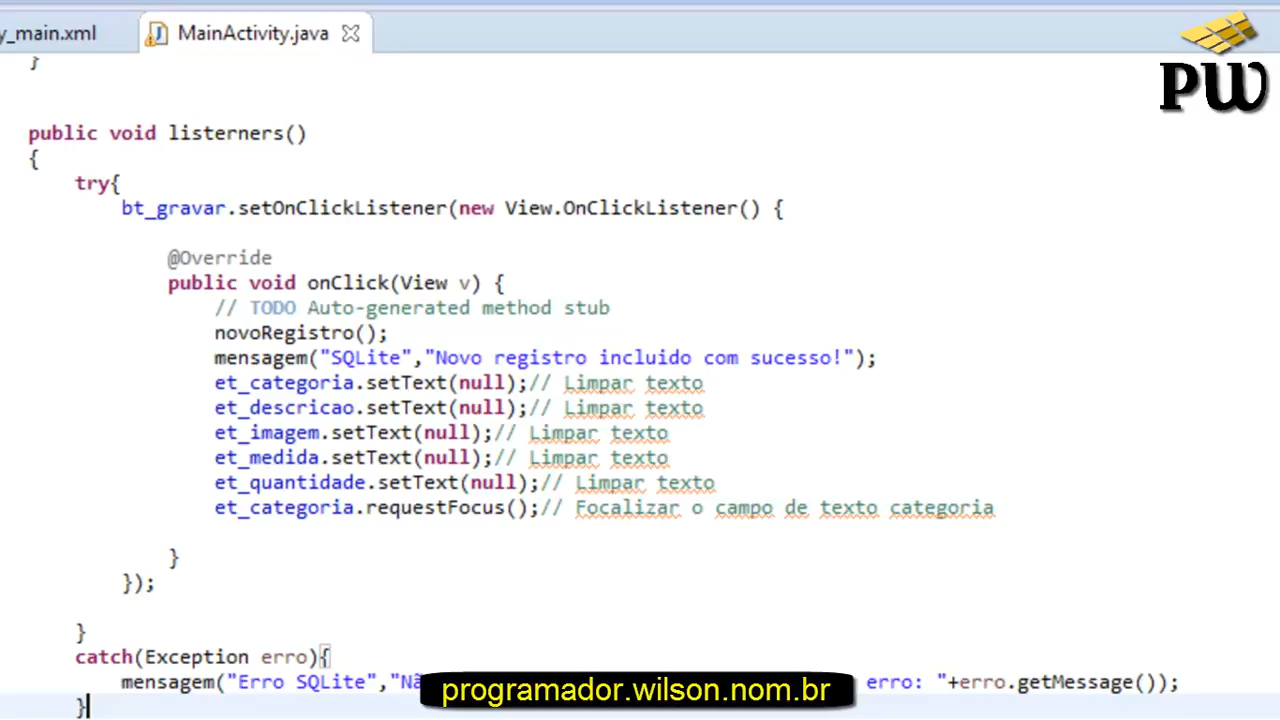 y_main.xml
MainActivity.java
PW
}
public void listerners()
{
try{
bt_gravar.setOnClickListener(new View.OnClickListener() {
@Override
public void onClick(View v) {
// TODO Auto-generated method stub
novoRegistro();
mensagem("SQLite","Novo registro incluido com sucesso!");
et_categoria.setText(null);// Limpar texto
et_descricao.setText(null);// Limpar texto
et_imagem.setText(null);// Limpar texto
et_medida.setText(null);// Limpar texto
et_quantidade.setText(null);// Limpar texto
et_categoria.requestFocus();// Focalizar o campo de texto categoria
}
});
}
catch(Exception erro){
mensagem("Erro SQLite"," erro: "+erro.getMessage());
programador.wilson.nom.br
}